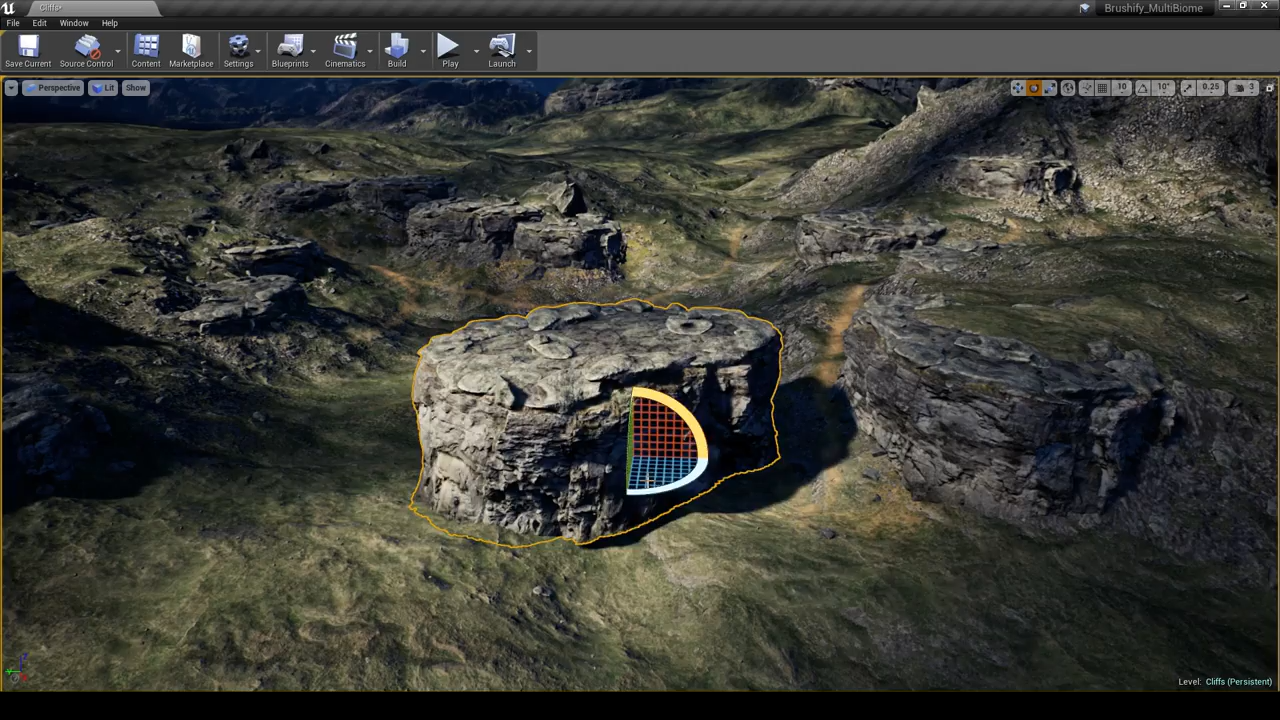 Cliffs*
Brushify_MultiBiome
File Edit Window Help
Save Current Source Control Content Marketplace Settings Blueprints Cinematics Build Play Launch
Perspective Lit Show
10 10° 0.25 3
Level: Cliffs (Persistent)